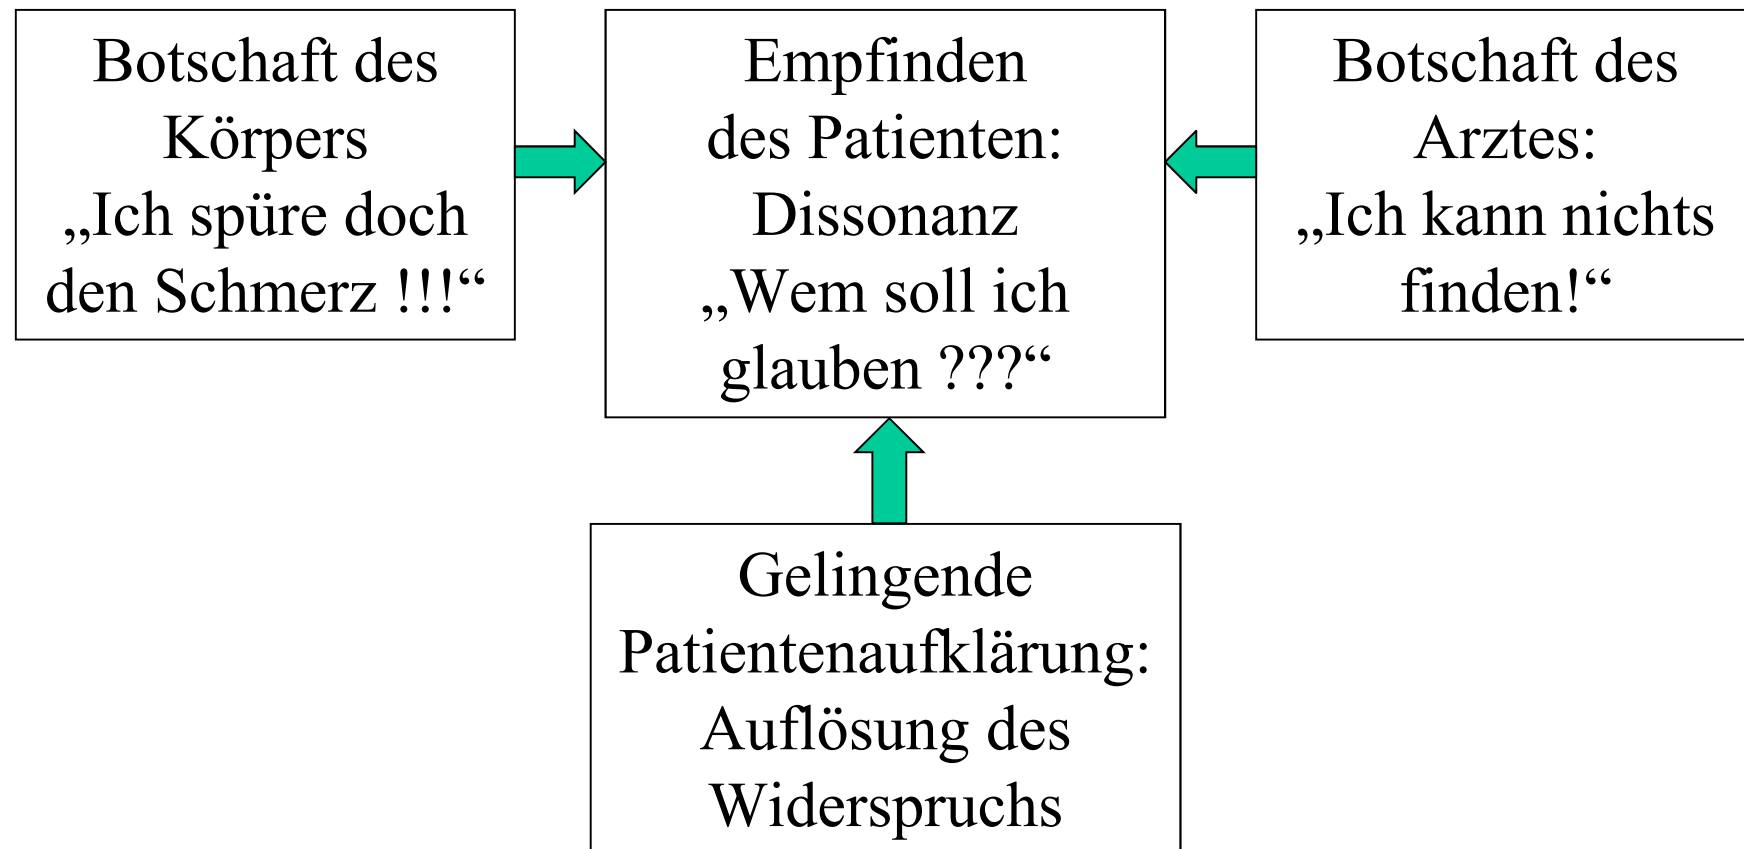 Botschaft des
Körpers
„Ich spüre doch
den Schmerz !!!“
Empfinden
des Patienten:
Dissonanz
„Wem soll ich
glauben ???“
Botschaft des
Arztes:
„Ich kann nichts
finden!“
Gelingende
Patientenaufklärung:
Auflösung des
Widerspruchs